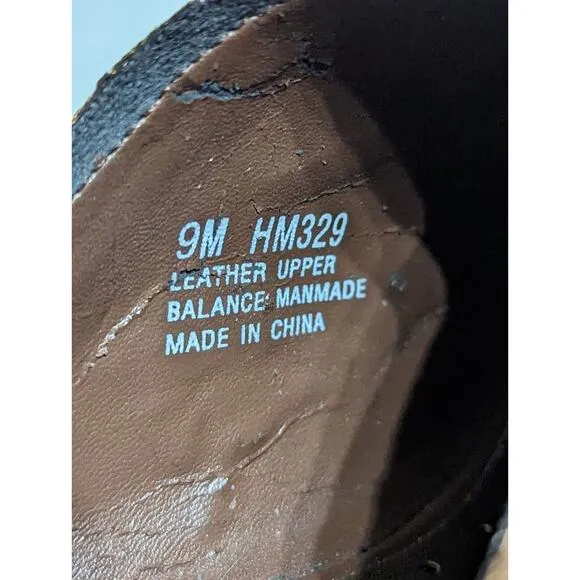 9M HM329
LEATHER UPPER
BALANCE: MANMADE
MADE IN CHINA